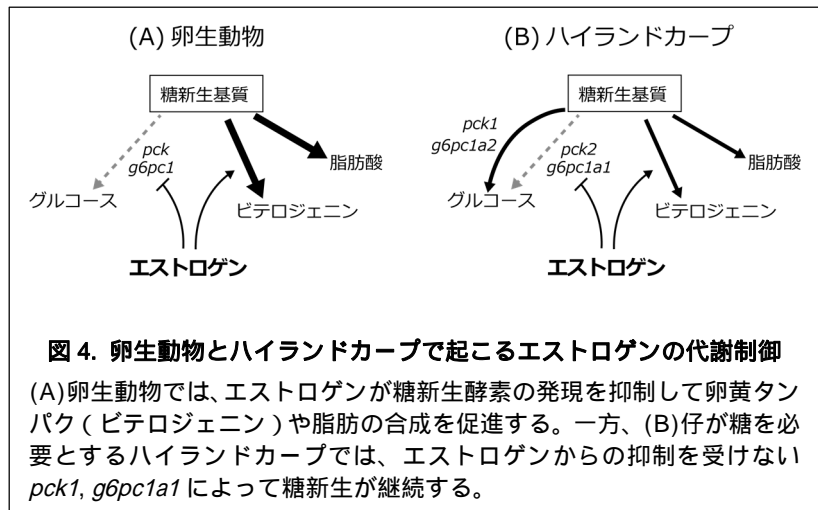 (A) 卵生動物
(B) ハイランドカープ
糖新生基質
pck
g6pc1
脂肪酸
グルコース
ビテロジェニン
エストロゲン
糖新生基質
pck1
g6pc1a2
pck2
g6pc1a1
脂肪酸
グルコース
ビテロジェニン
エストロゲン
図 4. 卵生動物とハイランドカープで起こるエストロゲンの代謝制御
(A)卵生動物では、エストロゲンが糖新生酵素の発現を抑制して卵黄タン
パク(ビテロジェニン)や脂肪の合成を促進する。一方、(B)仔が糖を必
要とするハイランドカープでは、エストロゲンからの抑制を受けない
pck1, g6pc1a1 によって糖新生が継続する。